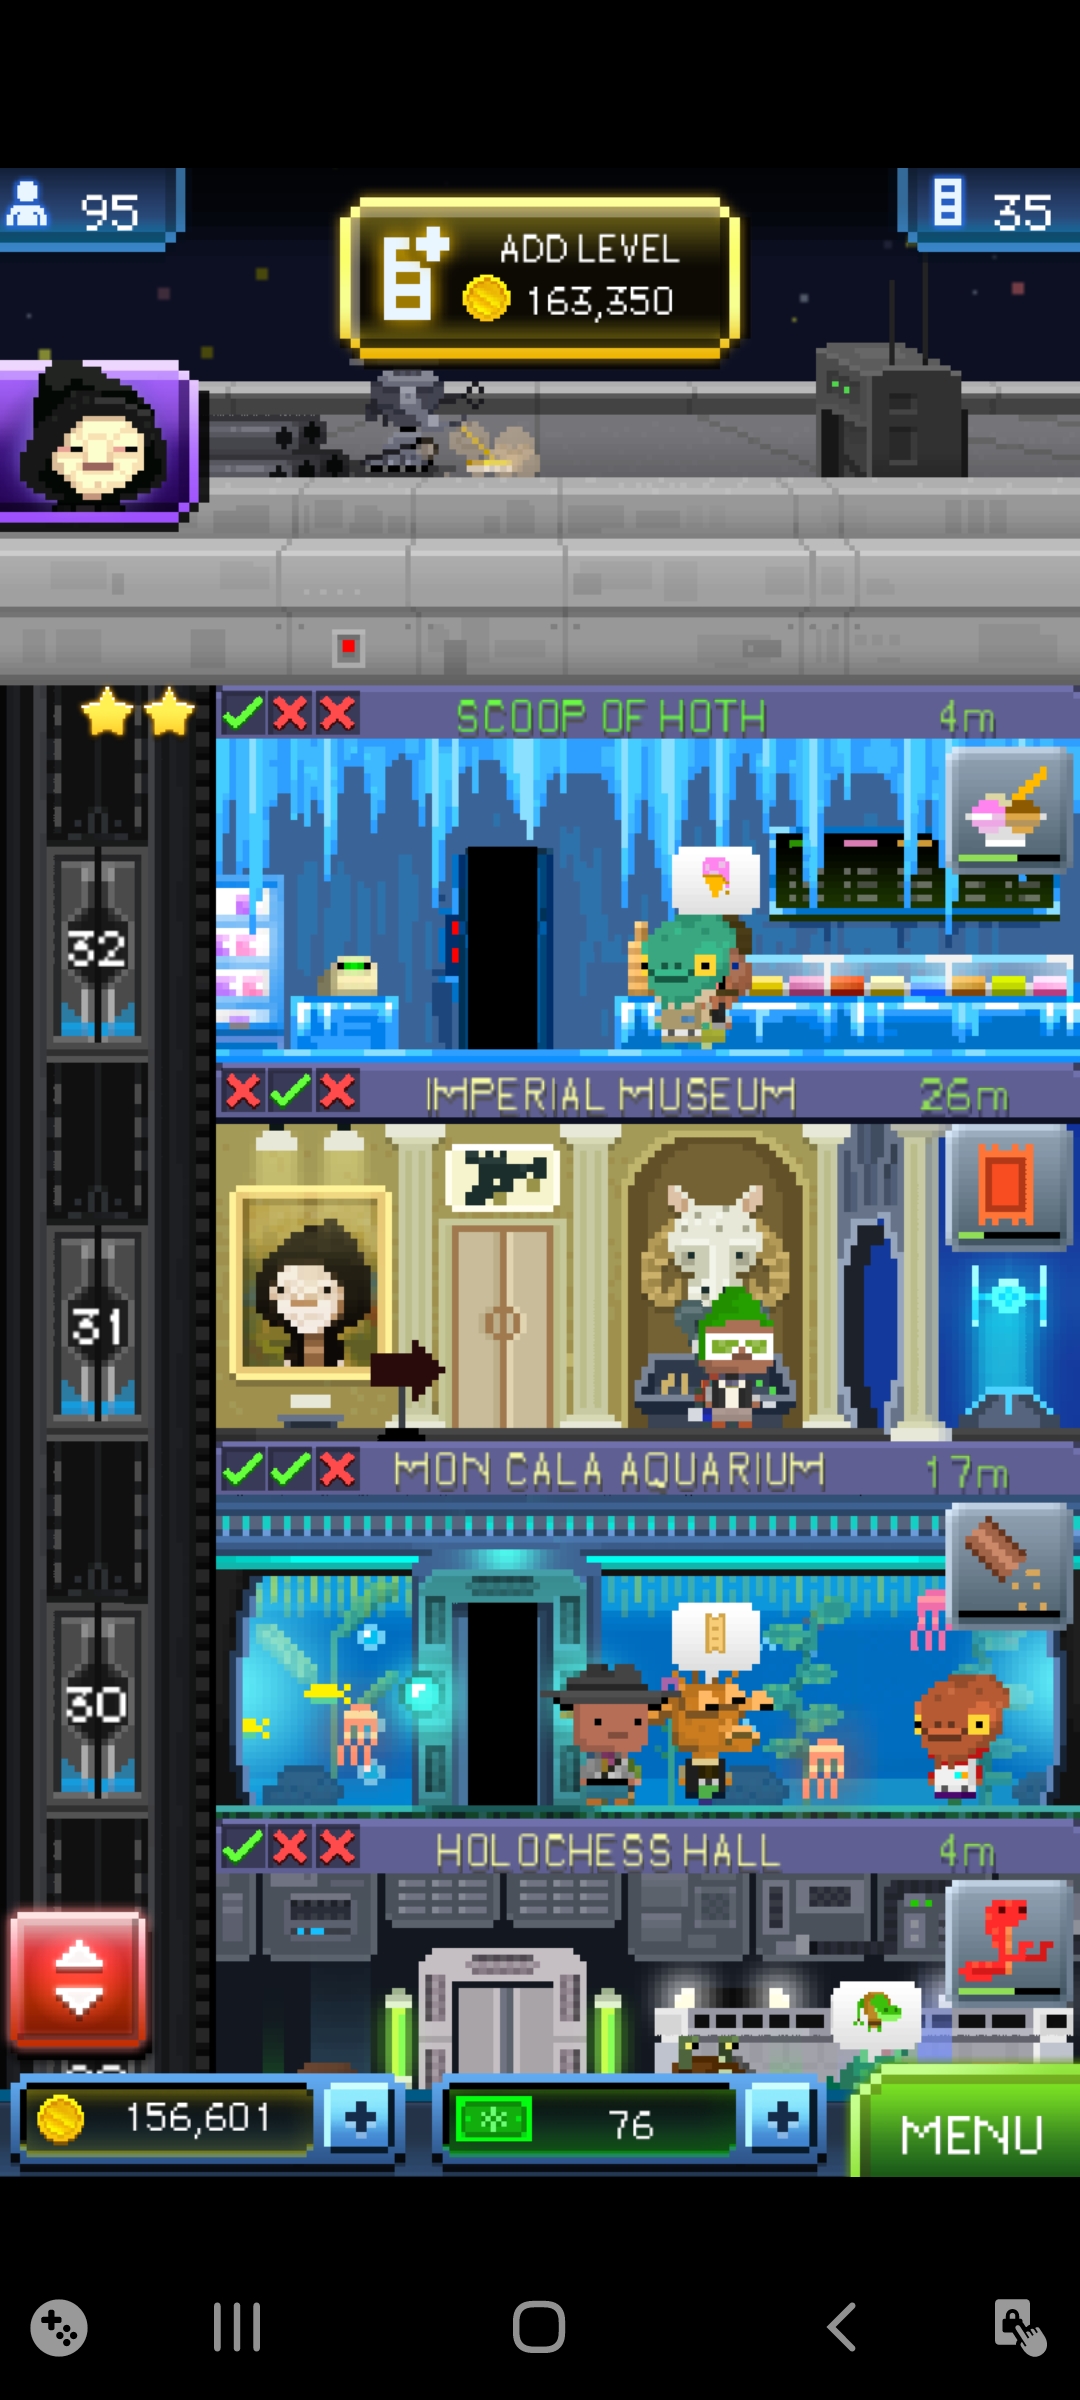 95
ADD LEVEL
163,350
35
SCOOP OF HOTH 4m
32
IMPERIAL MUSEUM 26m
31
MON CALA AQUARIUM 17m
30
HOLOCHESS HALL 4m
156,601
76
MENU